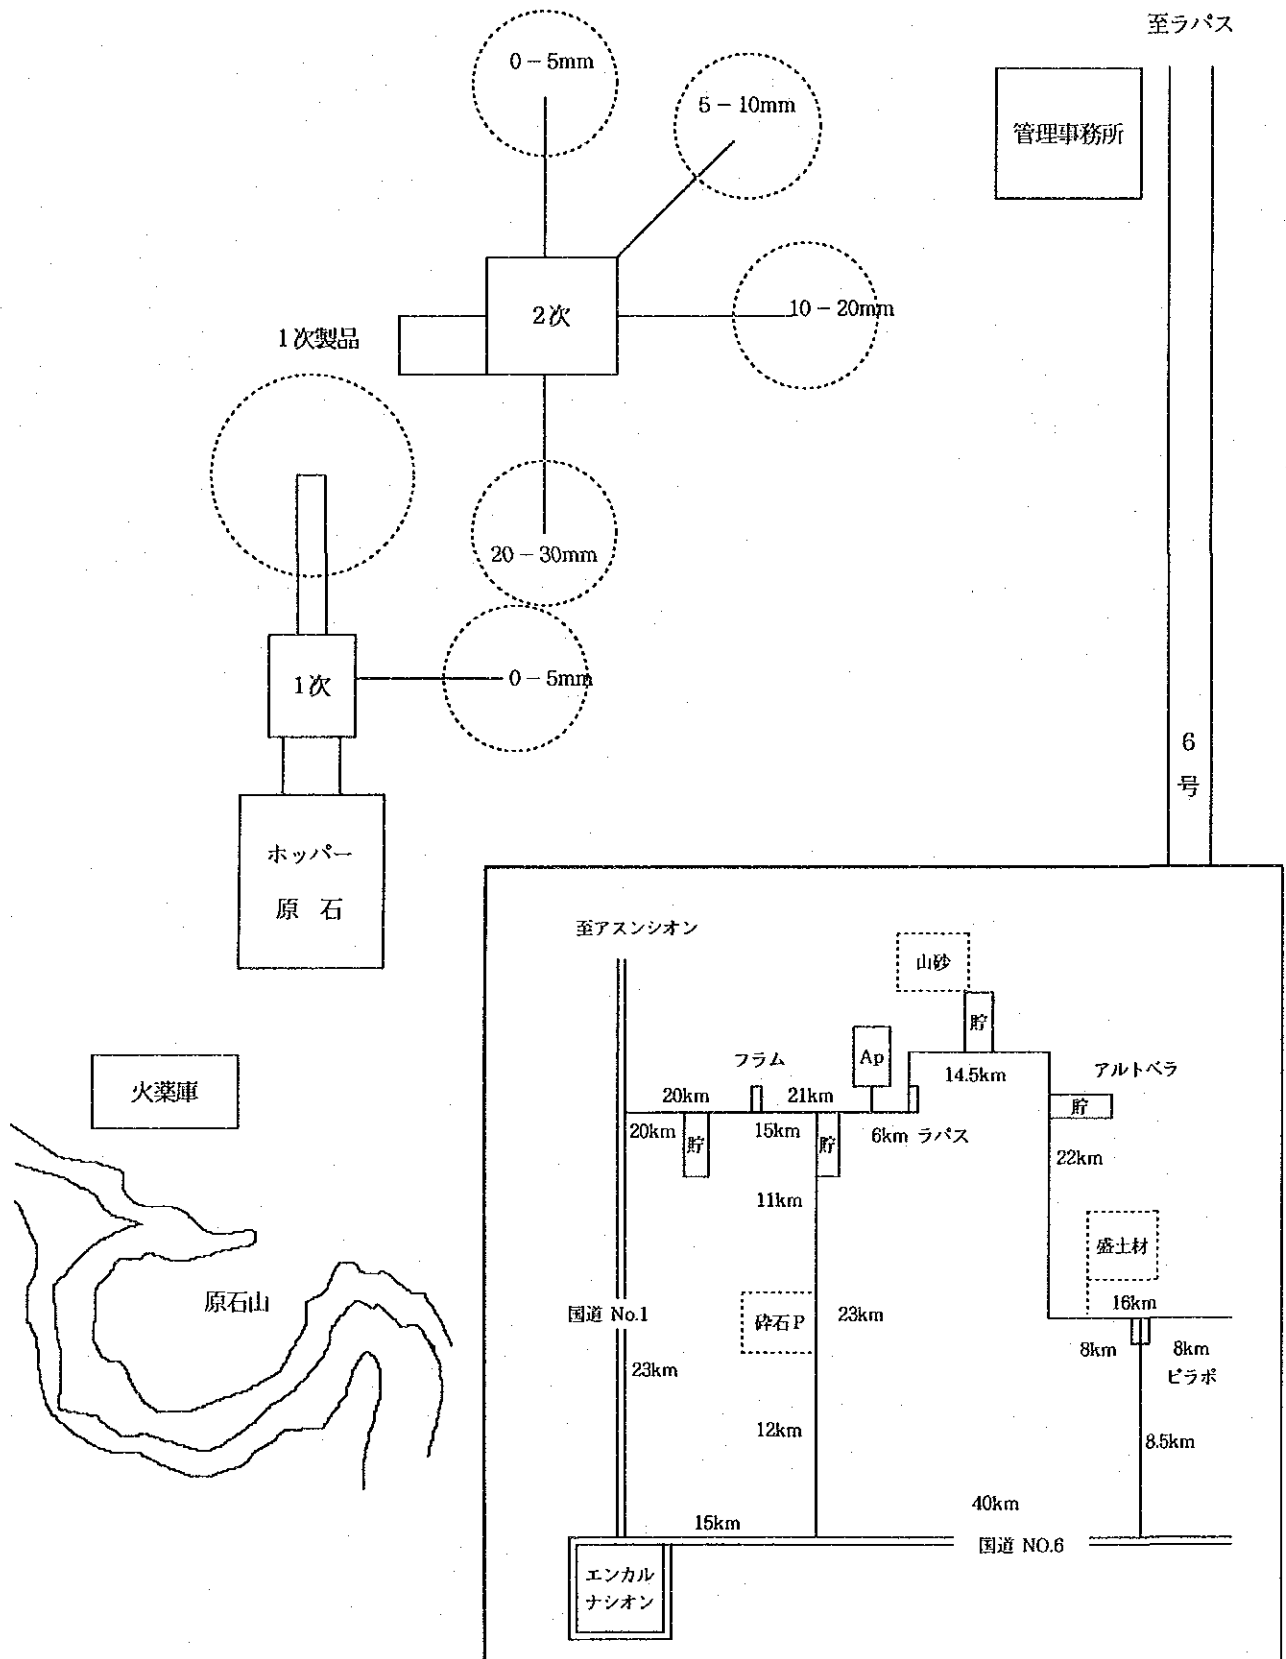 至ラパス
0－5mm
5－10mm
管理事務所
2次
10－20mm
1次製品
20－30mm
1次
0－5mm
6
号
ホッパー
原 石
至アスンシオン
山砂
貯
フラム
Ap
14.5km
アルトベラ
20km
21km
貯
20km
貯
15km
貯
6km
ラパス
22km
11km
火薬庫
盛土材
原石山
国道 No.1
砕石P
23km
16km
8km
8km
ピラポ
23km
12km
8.5km
40km
15km
国道 NO.6
エンカル
ナシオン